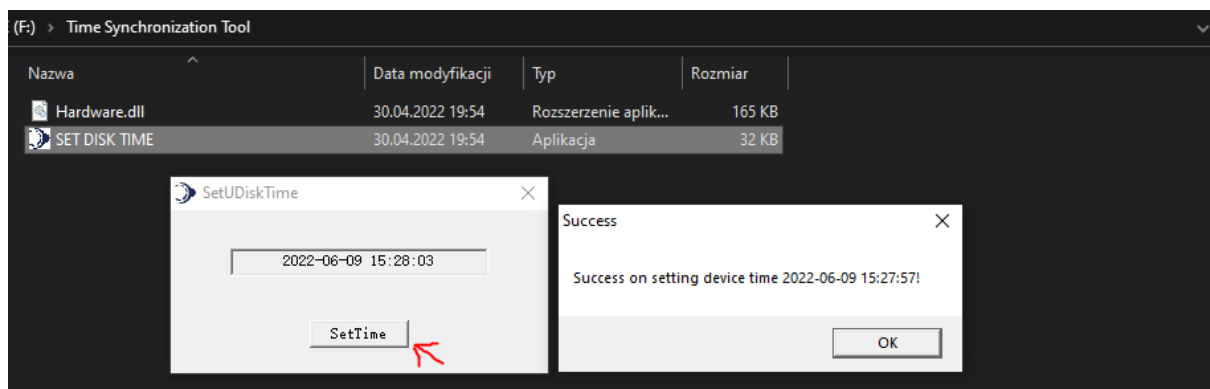 (F:) > Time Synchronization Tool
Nazwa Data modyfikacji Typ Rozmiar
Hardware.dll 30.04.2022 19:54 Rozszerzenie aplik... 165 KB
SET DISK TIME 30.04.2022 19:54 Aplikacja 32 KB
SetUDiskTime
2022-06-09 15:28:03
SetTime
Success
Success on setting device time 2022-06-09 15:27:57!
OK